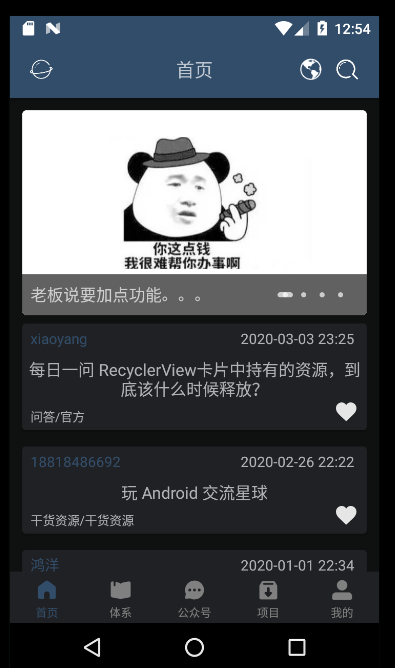 12:54
首页
你这点钱
我很难帮你办事啊
老板说要加点功能。。。
xiaoyang
2020-03-03 23:25
每日一问 RecyclerView卡片中持有的资源，到
底该什么时候释放？
问答/官方
18818486692
2020-02-26 22:22
玩 Android 交流星球
干货资源/干货资源
鸿洋
2020-01-01 22:34
首页
体系
公众号
项目
我的